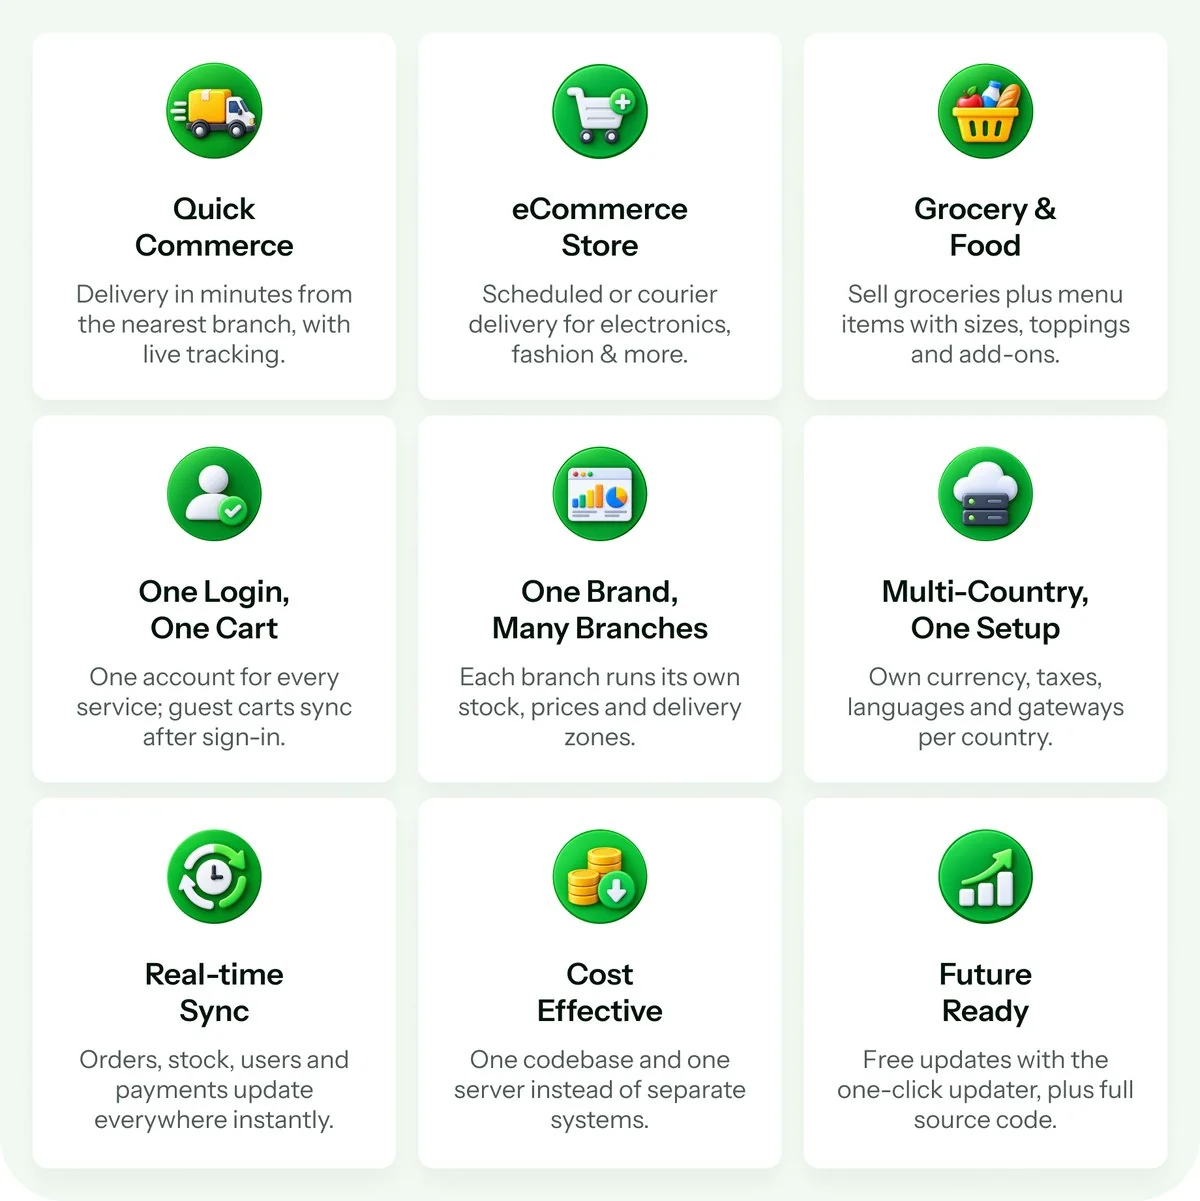 Quick
Commerce
Delivery in minutes from
the nearest branch, with
live tracking.
eCommerce
Store
Scheduled or courier
delivery for electronics,
fashion & more.
Grocery &
Food
Sell groceries plus menu
items with sizes, toppings
and add-ons.
One Login,
One Cart
One account for every
service; guest carts sync
after sign-in.
One Brand,
Many Branches
Each branch runs its own
stock, prices and delivery
zones.
Multi-Country,
One Setup
Own currency, taxes,
languages and gateways
per country.
Real-time
Sync
Orders, stock, users and
payments update
everywhere instantly.
Cost
Effective
One codebase and one
server instead of separate
systems.
Future
Ready
Free updates with the
one-click updater, plus full
source code.